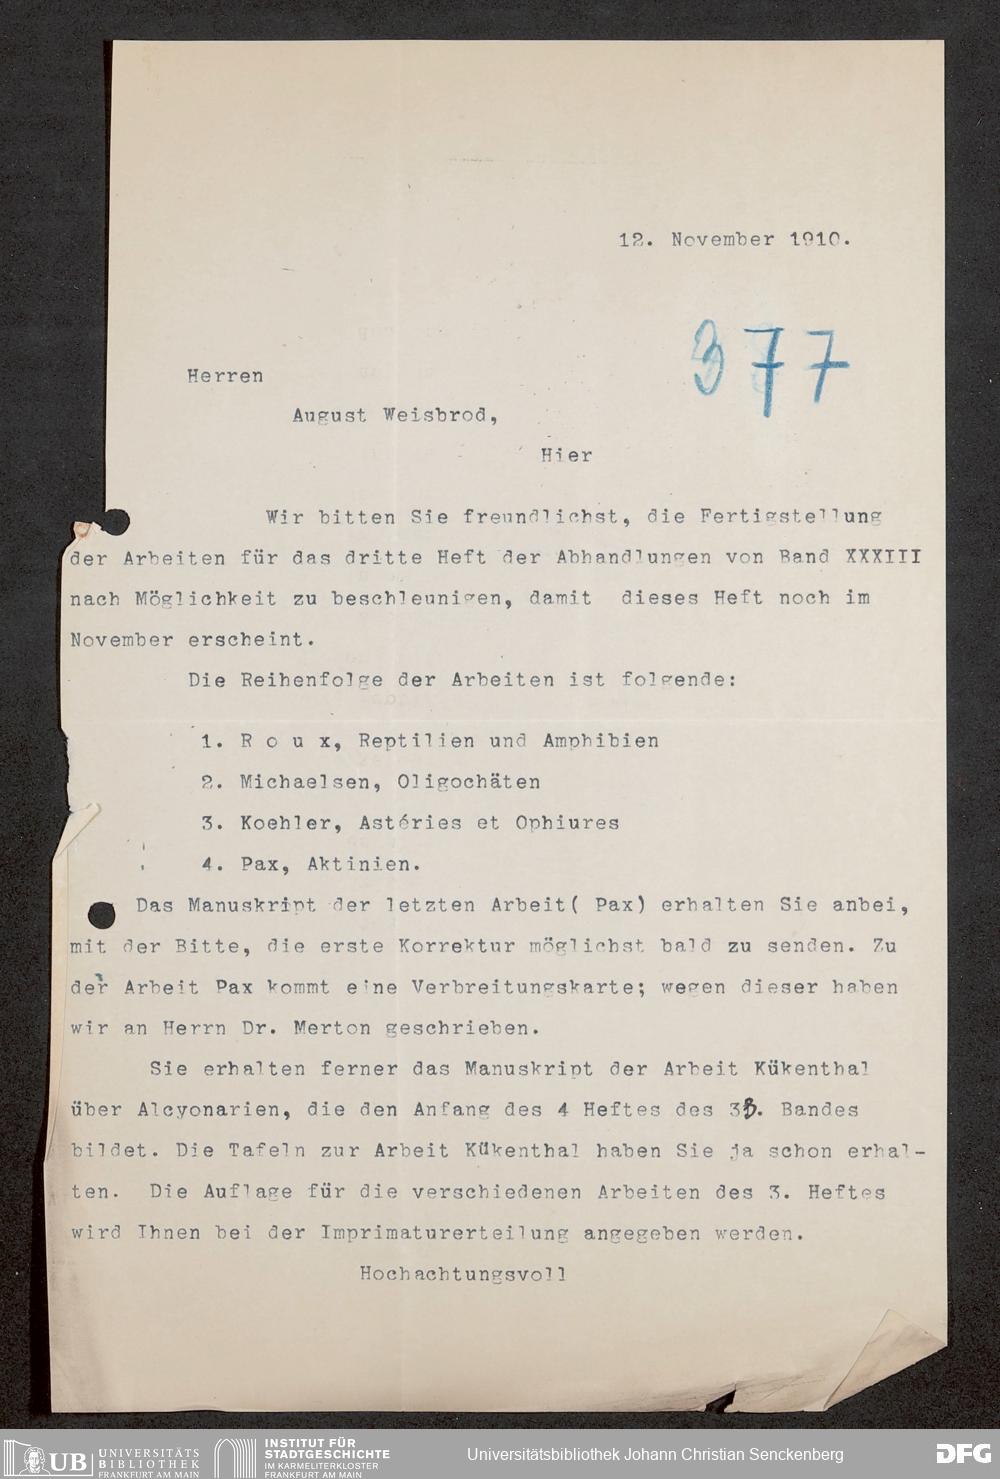 12. November 1910.
377
Herren
August Weisbrod,
Hier
Wir bitten Sie freundlichst, die Fertigstellung
der Arbeiten für das dritte Heft der Abhandlungen von Band XXXIII
nach Möglichkeit zu beschleunigen, damit dieses Heft noch im
November erscheint.
Die Reihenfolge der Arbeiten ist folgende:
1. R o u x, Reptilien und Amphibien
2. Michaelsen, Oligochäten
3. Koehler, Astéries et Ophiures
4. Pax, Aktinien.
Das Manuskript der letzten Arbeit( Pax) erhalten Sie anbei,
mit der Bitte, die erste Korrektur möglichst bald zu senden. Zu
der Arbeit Pax kommt eine Verbreitungskarte; wegen dieser haben
wir an Herrn Dr. Merton geschrieben.
Sie erhalten ferner das Manuskript der Arbeit Kükenthal
über Alcyonarien, die den Anfang des 4 Heftes des 33. Bandes
bildet. Die Tafeln zur Arbeit Kükenthal haben Sie ja schon erhal-
ten. Die Auflage für die verschiedenen Arbeiten des 3. Heftes
wird Ihnen bei der Imprimaturerteilung angegeben werden.
Hochachtungsvoll
UB UNIVERSITÄTS
BIBLIOTHEK
FRANKFURT AM MAIN
INSTITUT FÜR
STADTGESCHICHTE
IM KARMELITERKLOSTER
FRANKFURT AM MAIN
Universitätsbibliothek Johann Christian Senckenberg
DFG